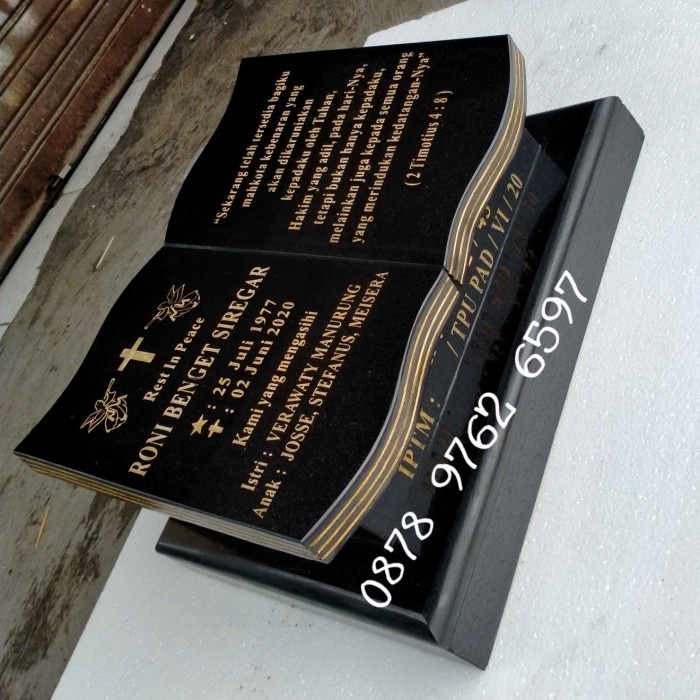 Rest In Peace
RONI BENGET SIREGAR
: 25 Juli 1977
: 02 Juni 2020
Kami yang mengasihi
Istri : VERAWATY MANURUNG
Anak : JOSSE, STEFANUS, MEISERA
“Sekarang telah tersedia bagiku
mahkota kebenaran yang
akan dikaruniakan
kepadaku oleh Tuhan,
Hakim yang adil, pada hari-Nya,
tetapi bukan hanya kepadaku,
melainkan juga kepada semua orang
yang merindukan kedatangan-Nya”
( 2 Timotius 4 : 8 )
IPTM : / TPU PAD / VI / 20
0878 9762 6597